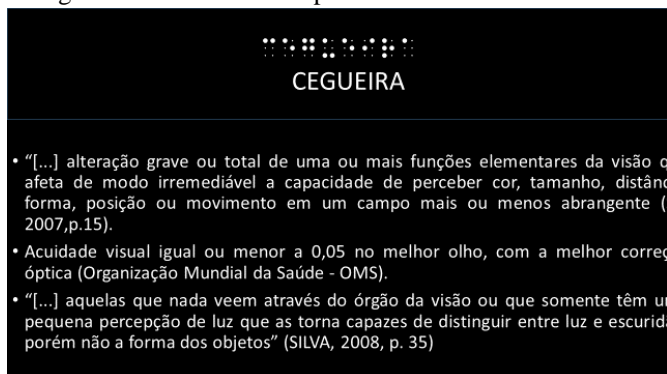 ⠉⠑⠛⠥⠑⠊⠗⠁
CEGUEIRA
• “[...] alteração grave ou total de uma ou mais funções elementares da visão
afeta de modo irremediável a capacidade de perceber cor, tamanho,
forma, posição ou movimento em um campo mais ou menos abrangente (
2007,p.15).
• Acuidade visual igual ou menor a 0,05 no melhor olho, com a melhor
óptica (Organização Mundial da Saúde - OMS).
• “[...] aquelas que nada veem através do órgão da visão ou que somente têm
pequena percepção de luz que as torna capazes de distinguir entre luz e
porém não a forma dos objetos” (SILVA, 2008, p. 35)